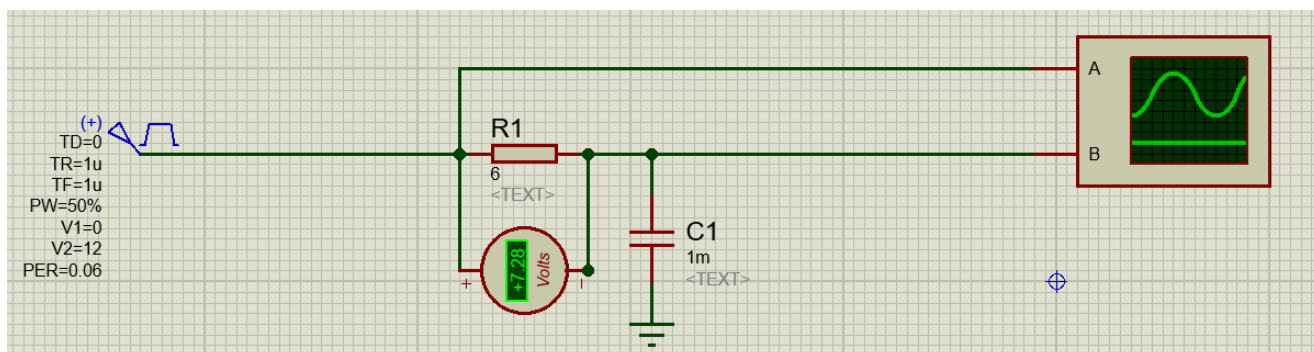 (+)
TD=0
TR=1u
TF=1u
PW=50%
V1=0
V2=12
PER=0.06
R1
6
<TEXT>
+7.28
Volts
+
-
C1
1m
<TEXT>
A
B